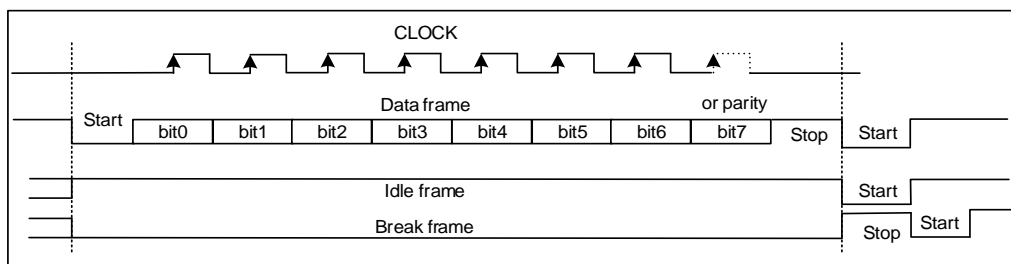 CLOCK
Data frame
or parity
Start bit0 bit1 bit2 bit3 bit4 bit5 bit6 bit7 Stop Start
Idle frame Start
Break frame Stop Start